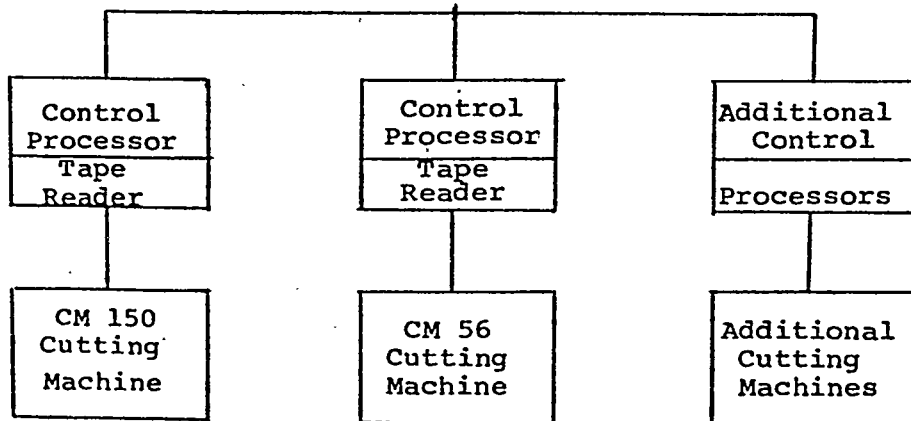 Control
Processor
Tape
Reader
Control
Processor
Tape
Reader
Additional
Control
Processors
CM 150
Cutting
Machine
CM 56
Cutting
Machine
Additional
Cutting
Machines